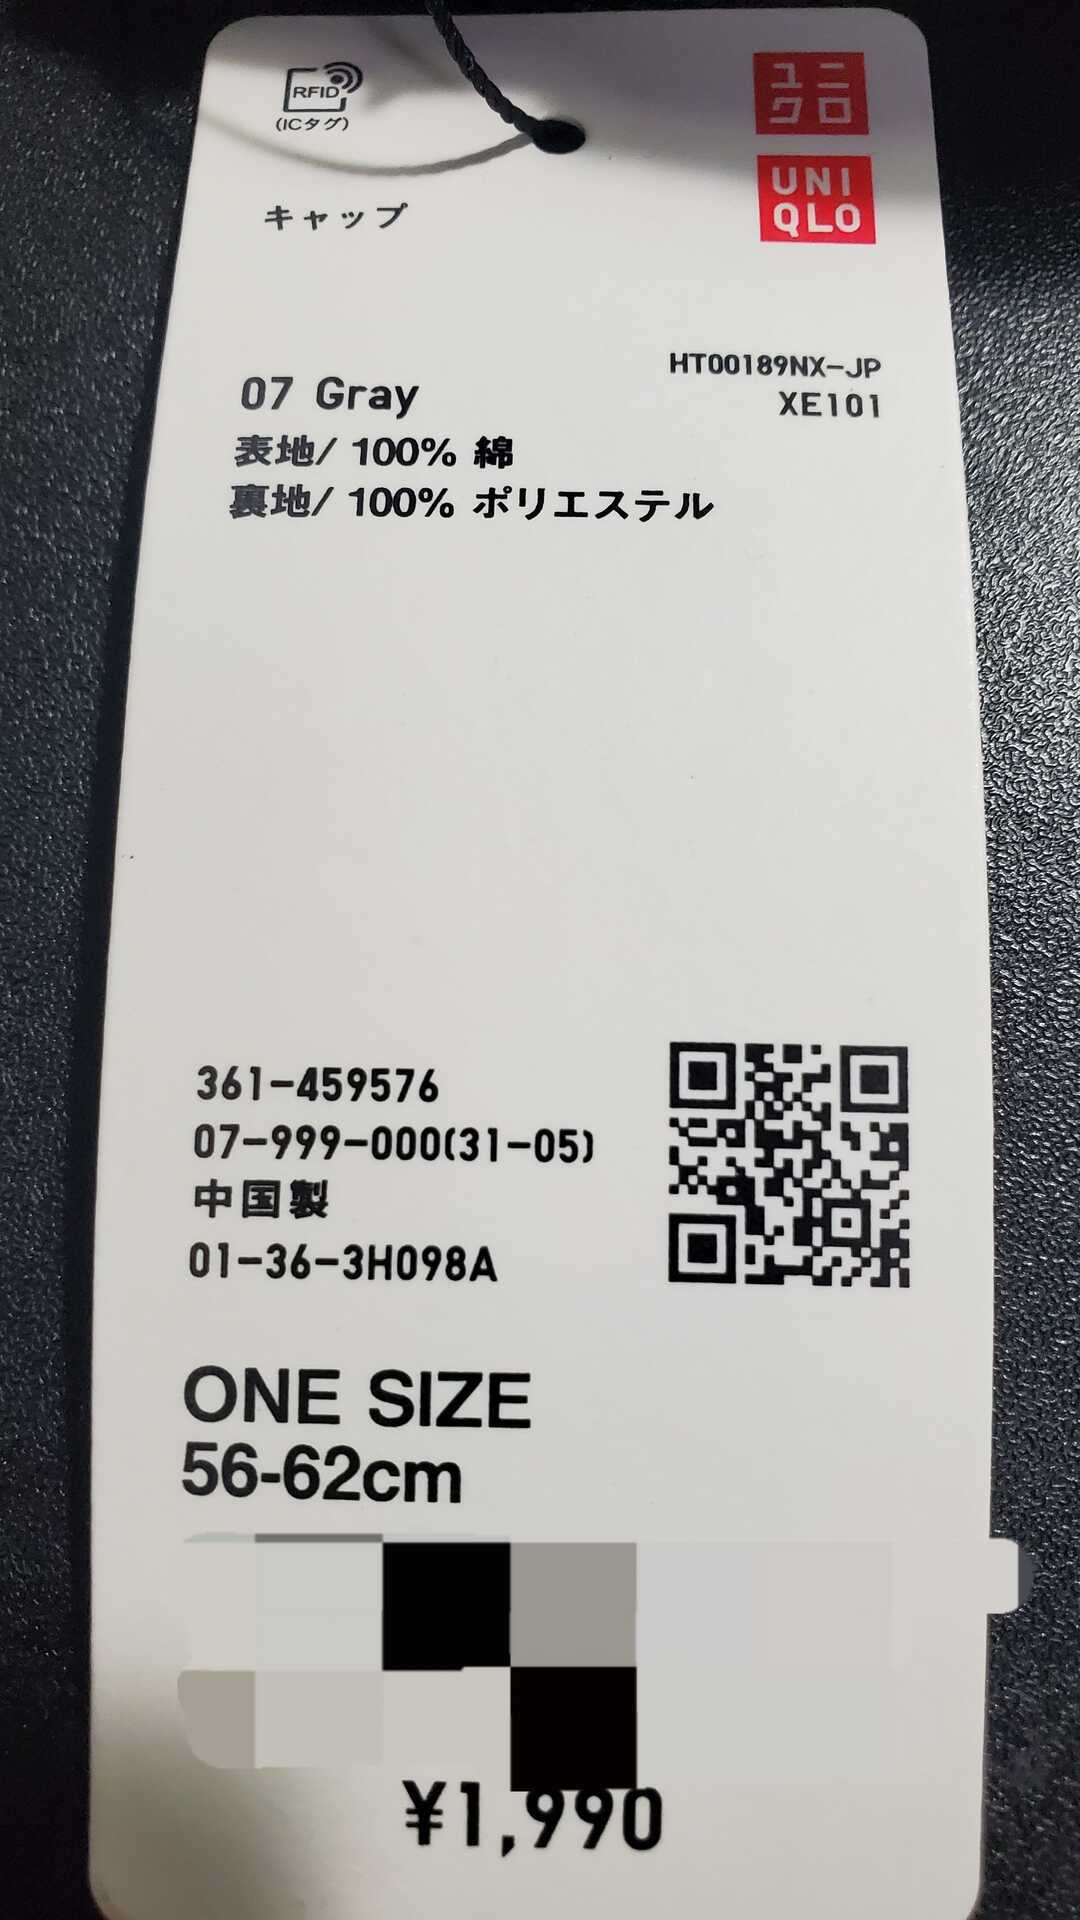 RFID
(ICタグ)
ユニ
クロ
UNI
QLO
キャップ
HT00189NX-JP
XE101
07 Gray
表地/ 100% 綿
裏地/ 100% ポリエステル
361-459576
07-999-000(31-05)
中国製
01-36-3H098A
ONE SIZE
56-62cm
¥1,990